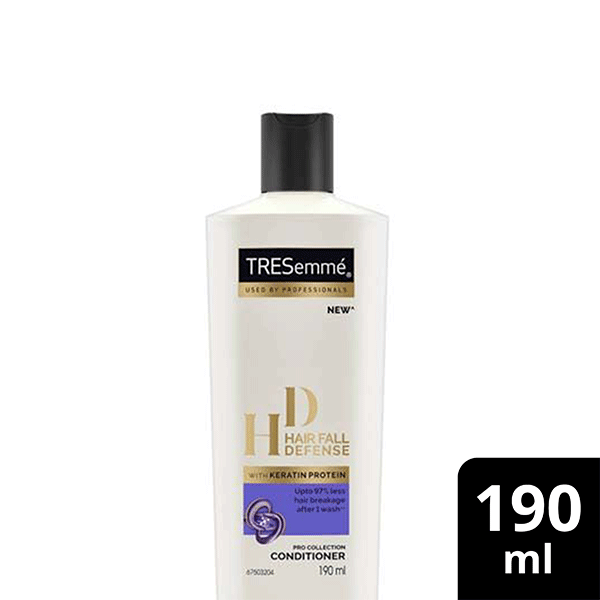 TRESemmé®
USED BY PROFESSIONALS
NEW^
HD
HAIR FALL
DEFENSE
WITH KERATIN PROTEIN
Upto 97% less
hair breakage
after 1 wash
PRO COLLECTION
CONDITIONER
67603204
190 ml
190
ml